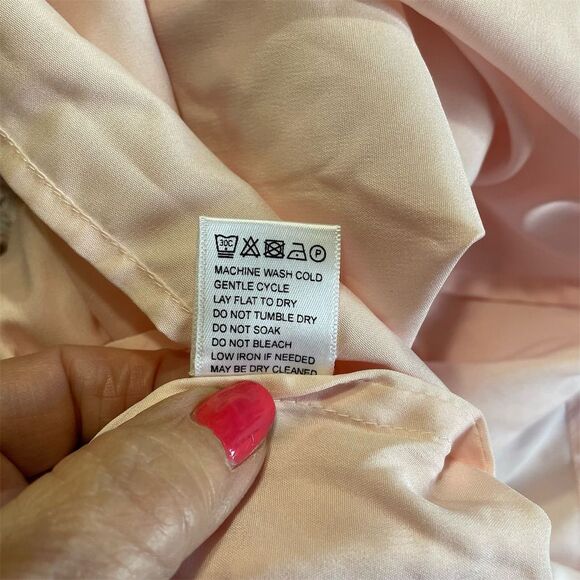 30C P
MACHINE WASH COLD
GENTLE CYCLE
LAY FLAT TO DRY
DO NOT TUMBLE DRY
DO NOT SOAK
DO NOT BLEACH
LOW IRON IF NEEDED
MAY BE DRY CLEANED